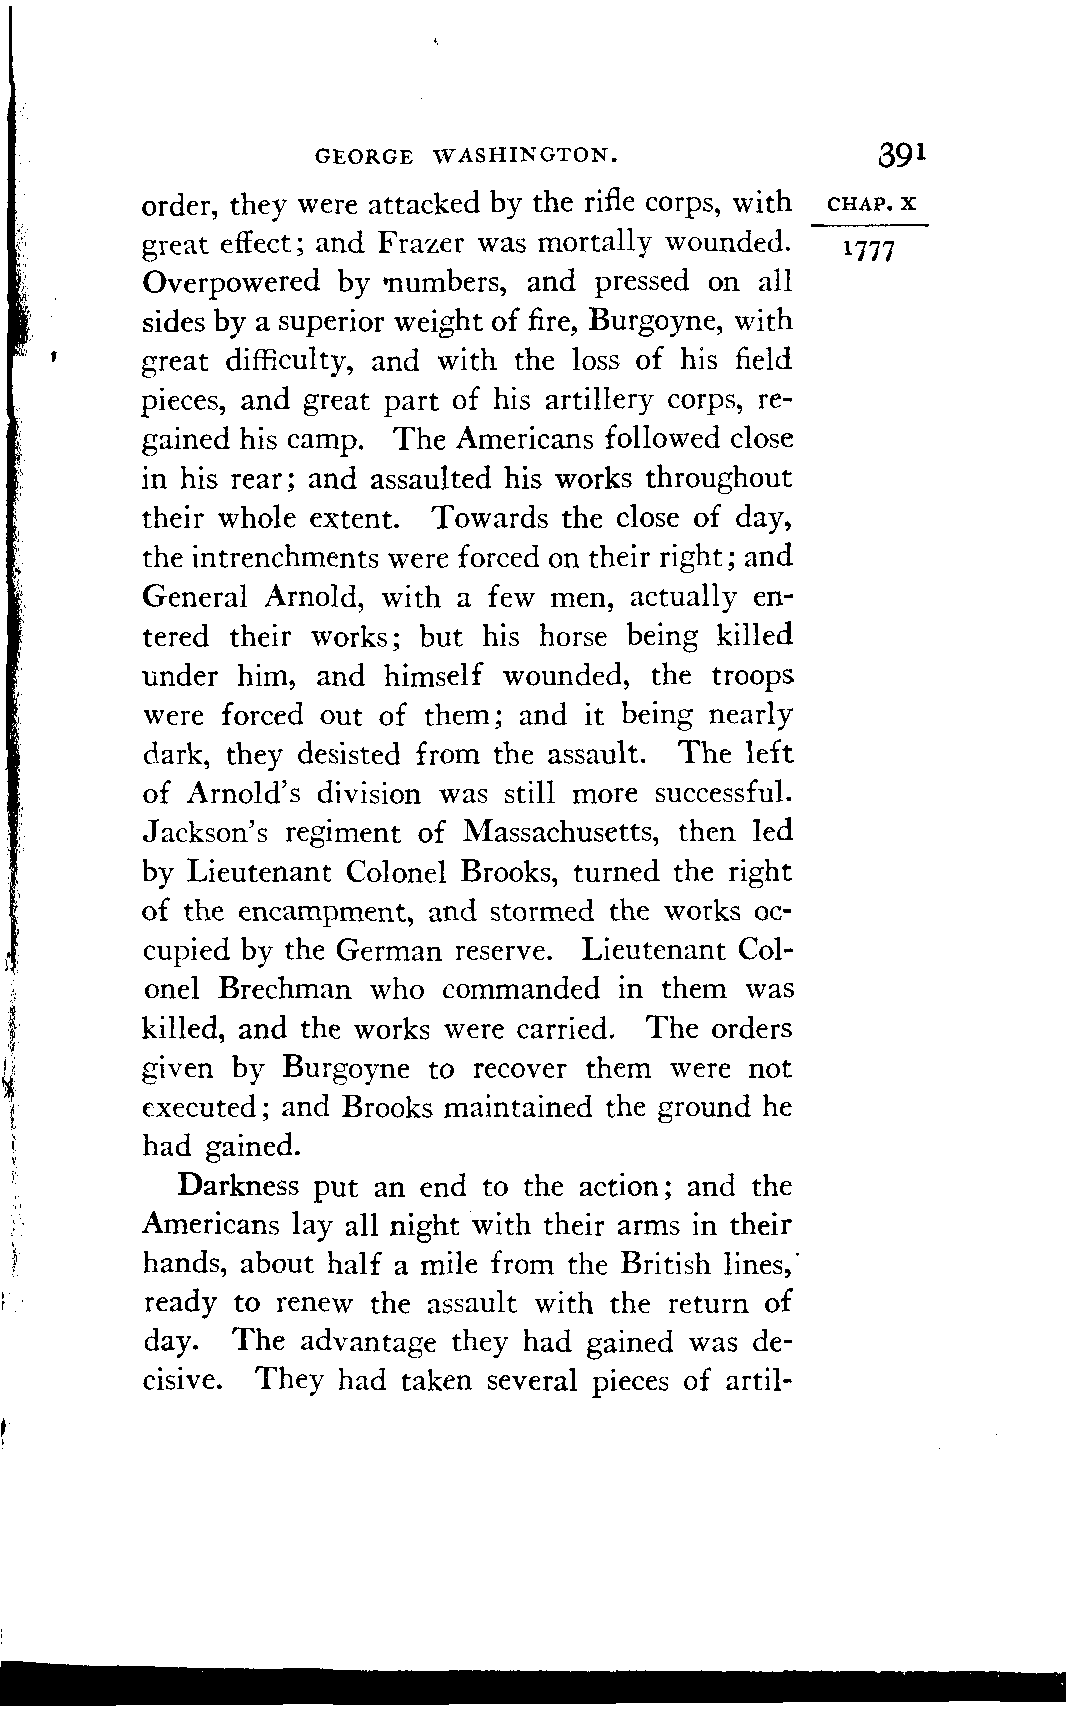 GEORGE WASHINGTON. 391
order, they were attacked by the rifle corps, with CHAP. X
great effect; and Frazer was mortally wounded. 1777
Overpowered by numbers, and pressed on all
sides by a superior weight of fire, Burgoyne, with
great difficulty, and with the loss of his field
pieces, and great part of his artillery corps, re-
gained his camp. The Americans followed close
in his rear; and assaulted his works throughout
their whole extent. Towards the close of day,
the intrenchments were forced on their right; and
General Arnold, with a few men, actually en-
tered their works; but his horse being killed
under him, and himself wounded, the troops
were forced out of them; and it being nearly
dark, they desisted from the assault. The left
of Arnold's division was still more successful.
Jackson's regiment of Massachusetts, then led
by Lieutenant Colonel Brooks, turned the right
of the encampment, and stormed the works oc-
cupied by the German reserve. Lieutenant Col-
onel Brechman who commanded in them was
killed, and the works were carried. The orders
given by Burgoyne to recover them were not
executed; and Brooks maintained the ground he
had gained.
Darkness put an end to the action; and the
Americans lay all night with their arms in their
hands, about half a mile from the British lines,
ready to renew the assault with the return of
day. The advantage they had gained was de-
cisive. They had taken several pieces of artil-